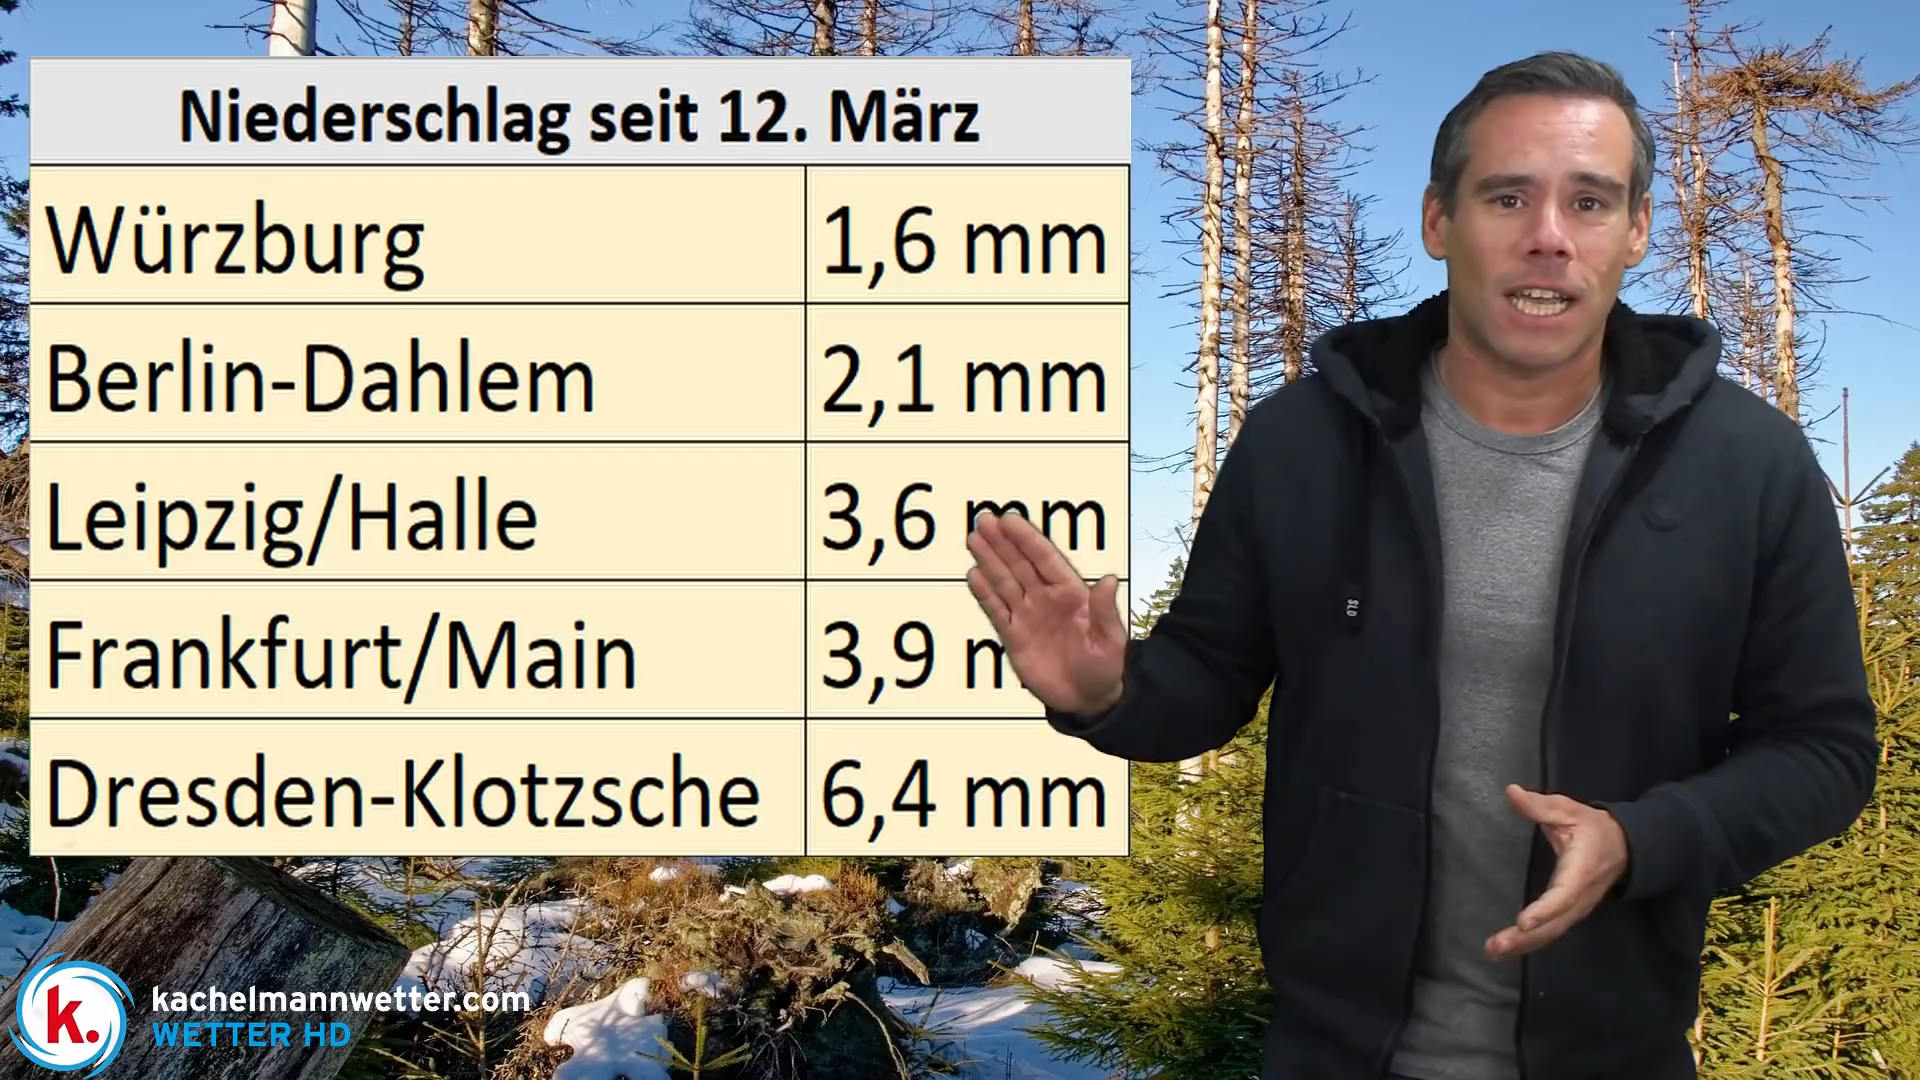 Niederschlag seit 12. März
Würzburg 1,6 mm
Berlin-Dahlem 2,1 mm
Leipzig/Halle 3,6 mm
Frankfurt/Main 3,9 m
Dresden-Klotzsche 6,4 mm
SLD
k.
kachelmannwetter.com
WETTER HD